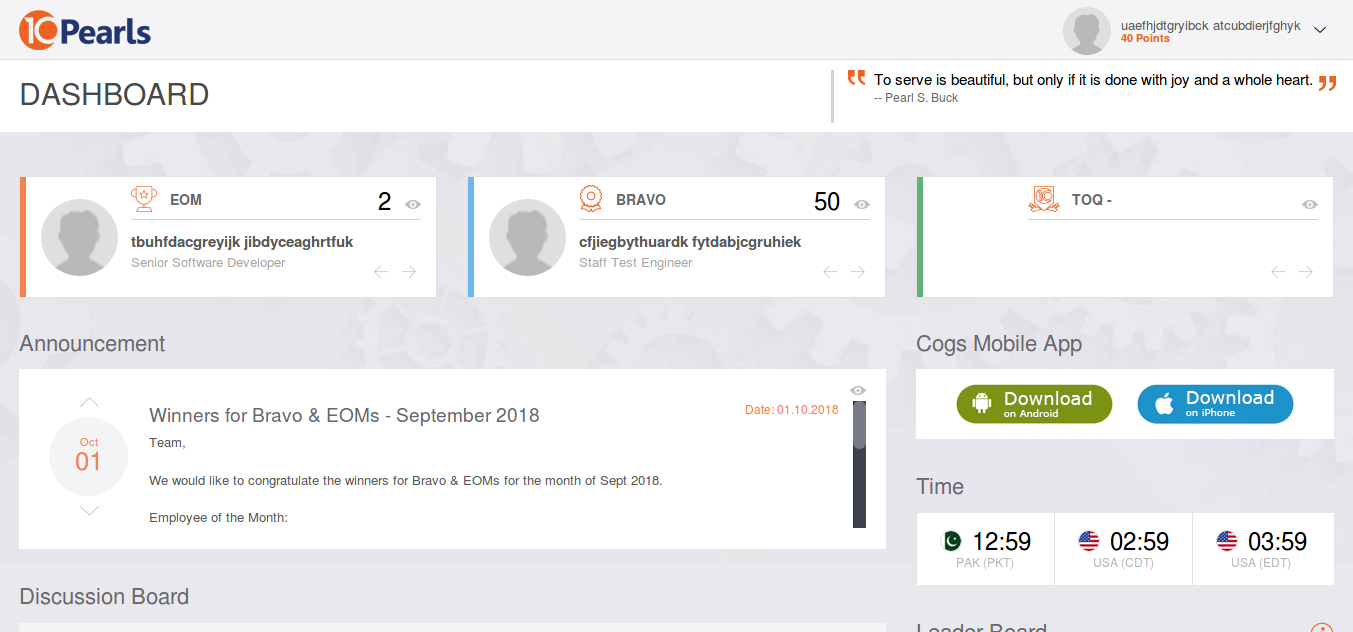 10Pearls
uaefhjdtgryibck atcubdierjfghyk
40 Points
DASHBOARD
To serve is beautiful, but only if it is done with joy and a whole heart.
-- Pearl S. Buck
EOM 2
tbuhfdacgreyijk jibdyceaghrtfuk
Senior Software Developer
BRAVO 50
cfjiegbythuardk fytdabjcgruhiek
Staff Test Engineer
TOQ -
Announcement
Oct
01
Winners for Bravo & EOMs - September 2018
Date: 01.10.2018
Team,
We would like to congratulate the winners for Bravo & EOMs for the month of Sept 2018.
Employee of the Month:
Cogs Mobile App
Download
on Android
Download
on iPhone
Time
12:59
PAK (PKT)
02:59
USA (CDT)
03:59
USA (EDT)
Discussion Board
Leader Board